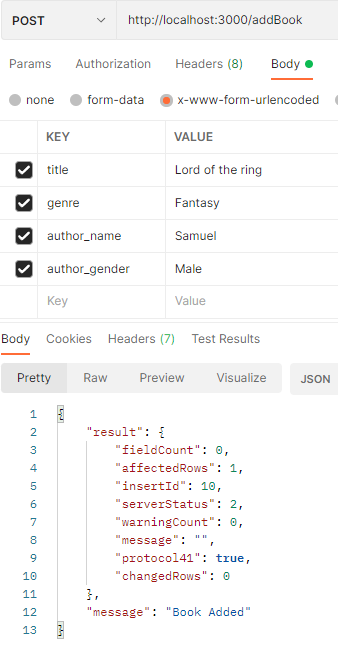 POST http://localhost:3000/addBook
Params Authorization Headers (8) Body
none form-data x-www-form-urlencoded
KEY VALUE
title Lord of the ring
genre Fantasy
author_name Samuel
author_gender Male
Key Value
Body Cookies Headers (7) Test Results
Pretty Raw Preview Visualize JSON
1 {
2 "result": {
3 "fieldCount": 0,
4 "affectedRows": 1,
5 "insertId": 10,
6 "serverStatus": 2,
7 "warningCount": 0,
8 "message": "",
9 "protocol41": true,
10 "changedRows": 0
11 },
12 "message": "Book Added"
13 }